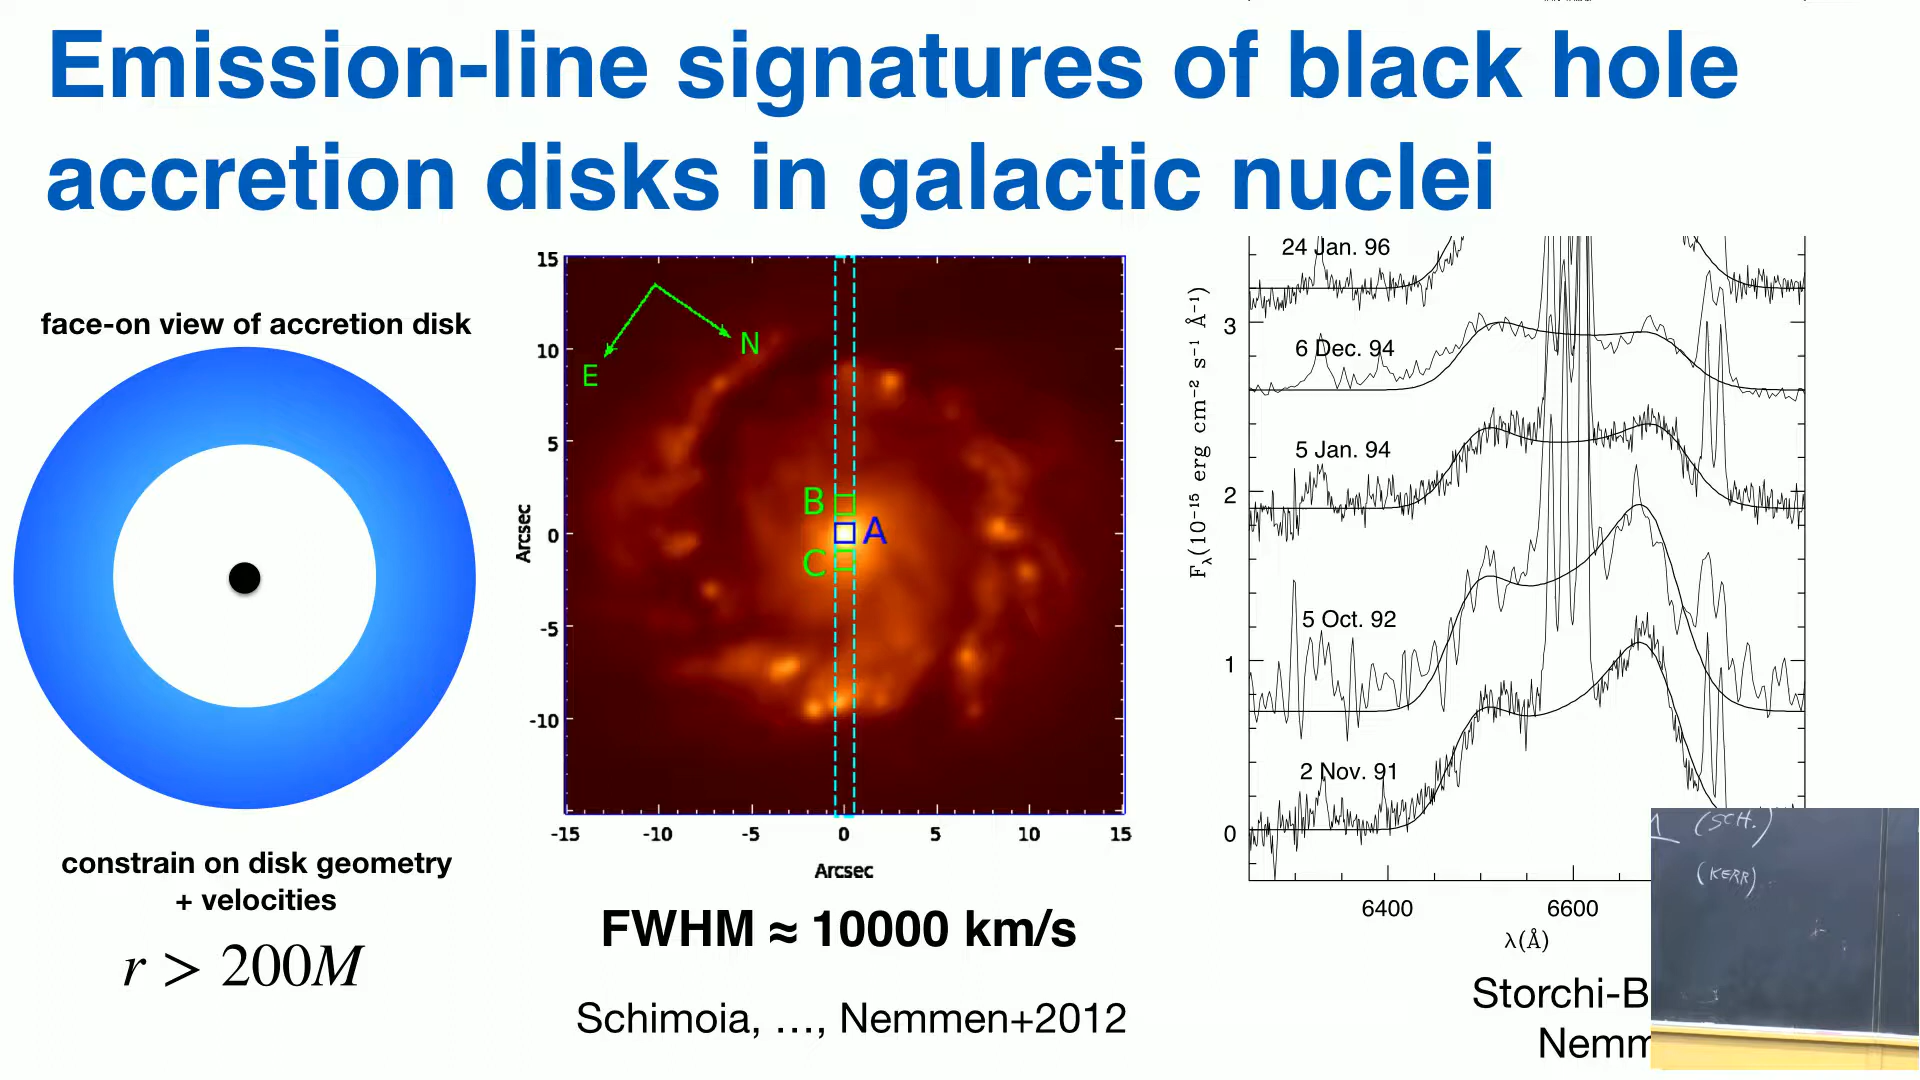 Emission-line signatures of black hole
accretion disks in galactic nuclei
face-on view of accretion disk
constrain on disk geometry
+ velocities
r > 200M
15
10
5
0
-5
-10
Arcsec
E
N
B
A
C
-15 -10 -5 0 5 10 15
Arcsec
FWHM ≈ 10000 km/s
Schimoia, …, Nemmen+2012
24 Jan. 96
6 Dec. 94
5 Jan. 94
5 Oct. 92
2 Nov. 91
3
2
1
0
Fλ(10⁻¹⁵ erg cm⁻² s⁻¹ Å⁻¹)
6400 6600
λ(Å)
Storchi-B
Nemm
(SCH.)
(KERR)